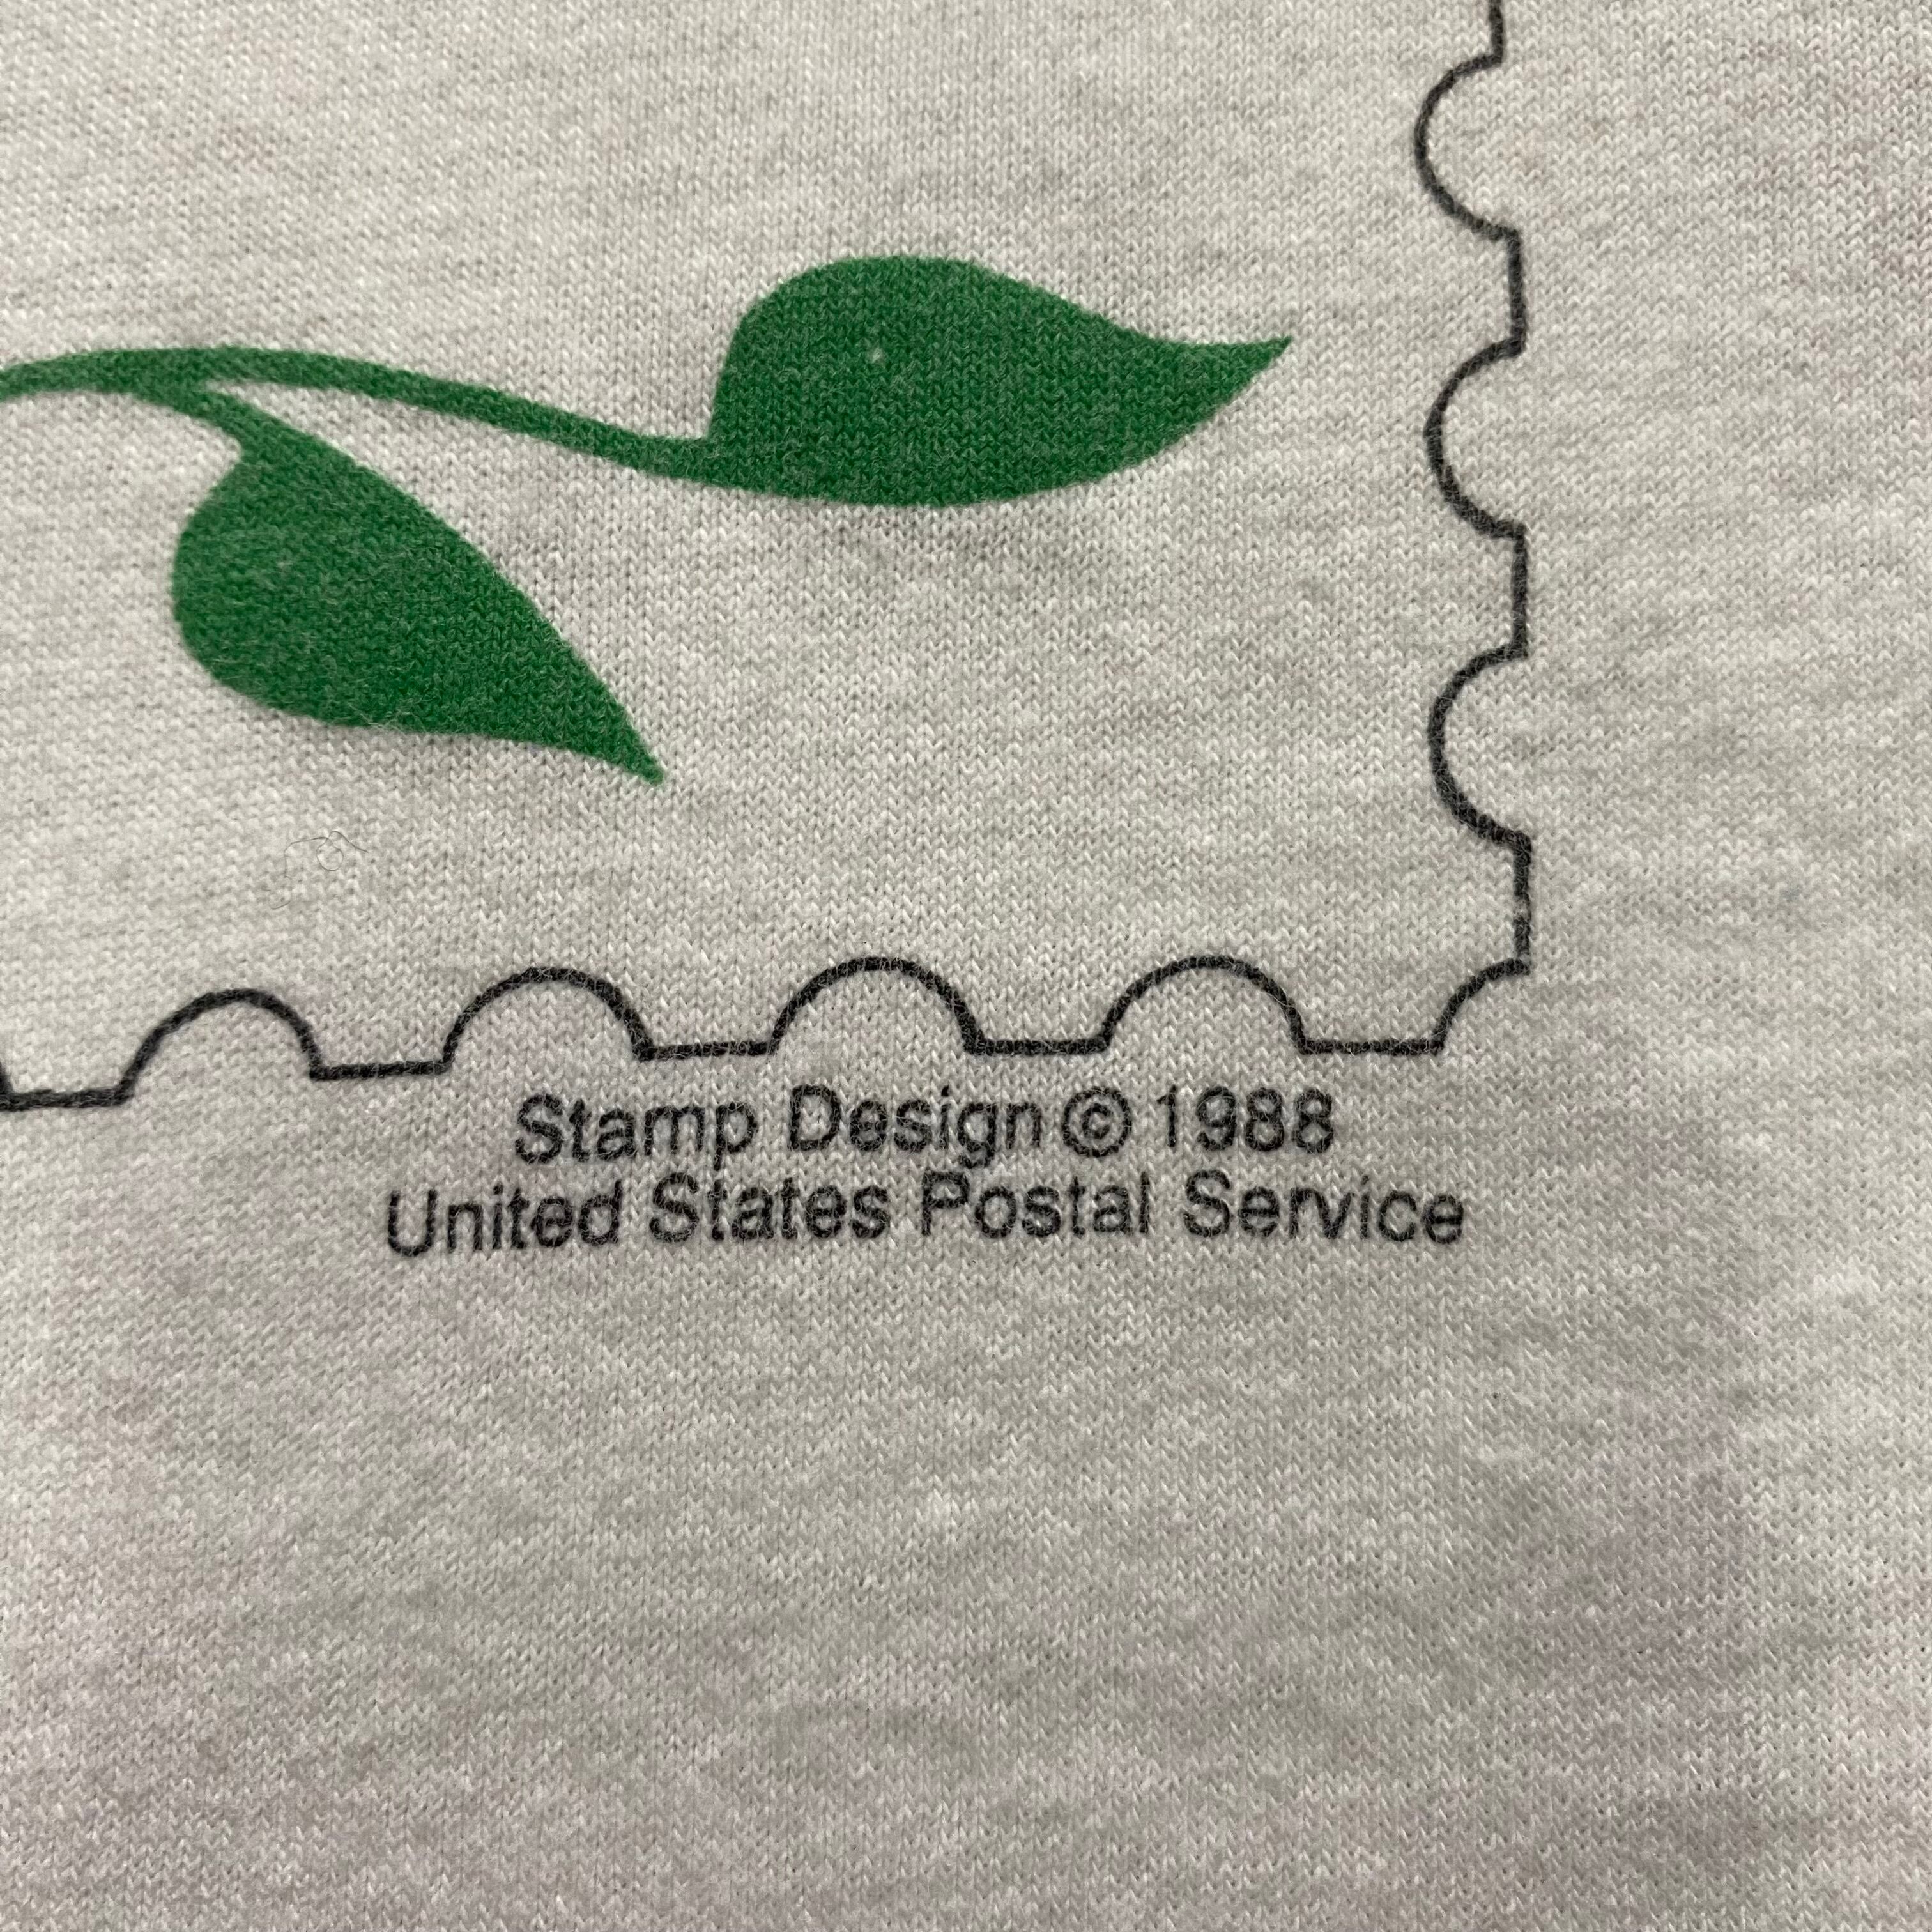 Stamp Design © 1988
United States Postal Service